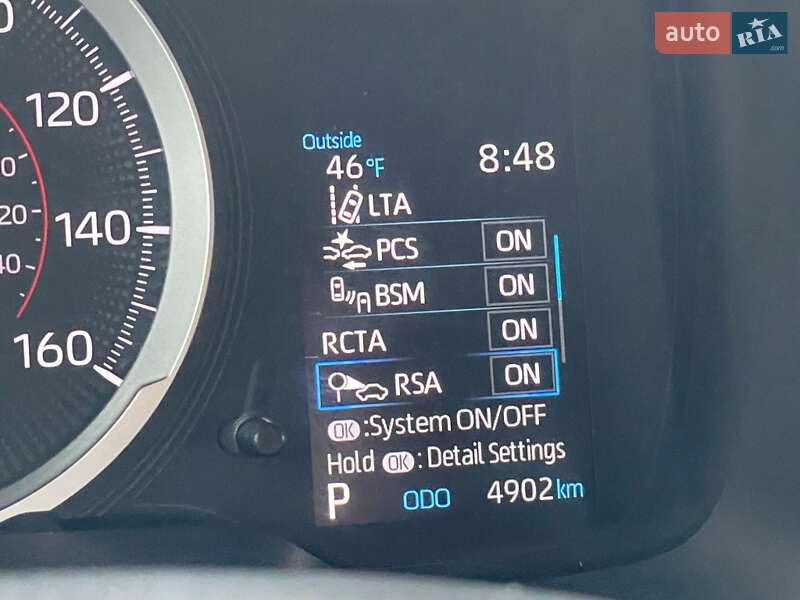 auto RIA .com
120
140
160
Outside
46 °F 8:48
LTA
PCS ON
BSM ON
RCTA ON
RSA ON
OK :System ON/OFF
Hold OK : Detail Settings
P ODO 4902 km